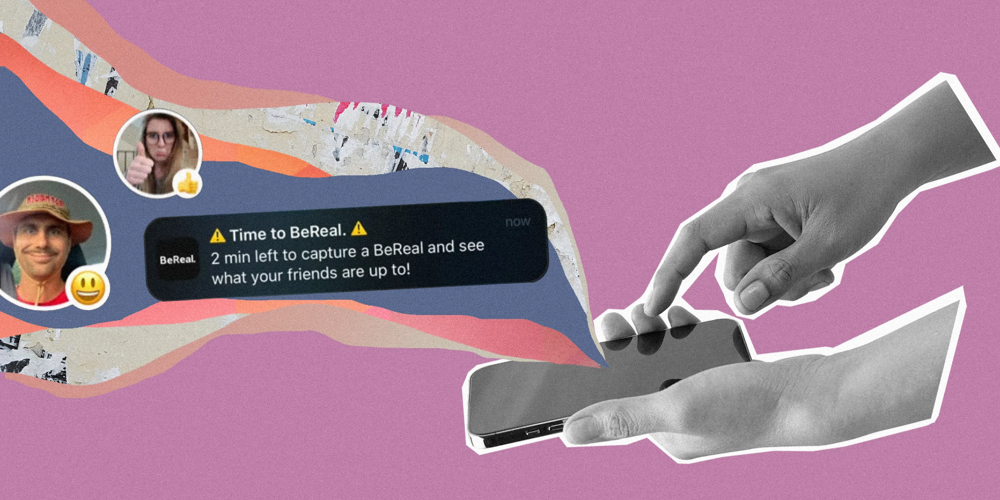 ⚠️ Time to BeReal. ⚠️
now
BeReal.
2 min left to capture a BeReal and see
what your friends are up to!